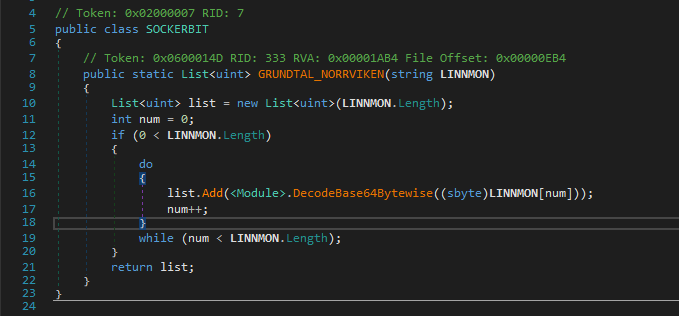 4 // Token: 0x02000007 RID: 7
5 public class SOCKERBIT
6 {
7 // Token: 0x0600014D RID: 333 RVA: 0x00001AB4 File Offset: 0x00000EB4
8 public static List<uint> GRUNDTAL_NORRVIKEN(string LINNMON)
9 {
10 List<uint> list = new List<uint>(LINNMON.Length);
11 int num = 0;
12 if (0 < LINNMON.Length)
13 {
14 do
15 {
16 list.Add(<Module>.DecodeBase64Bytewise((sbyte)LINNMON[num]));
17 num++;
18 }
19 while (num < LINNMON.Length);
20 }
21 return list;
22 }
23 }
24